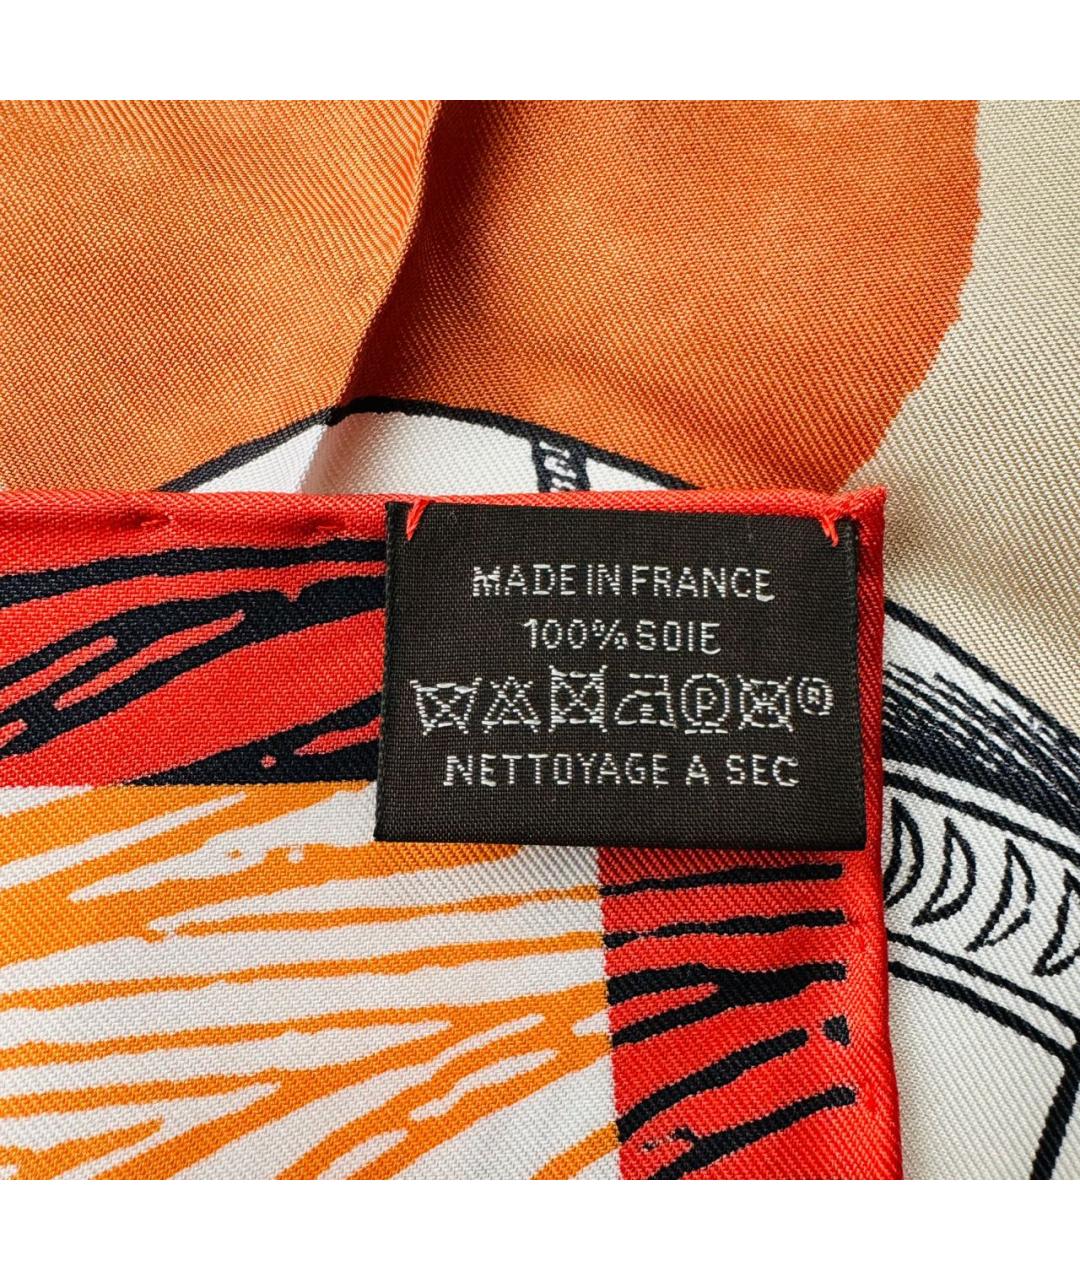 MADE IN FRANCE
100% SOIE
P ®
NETTOYAGE A SEC